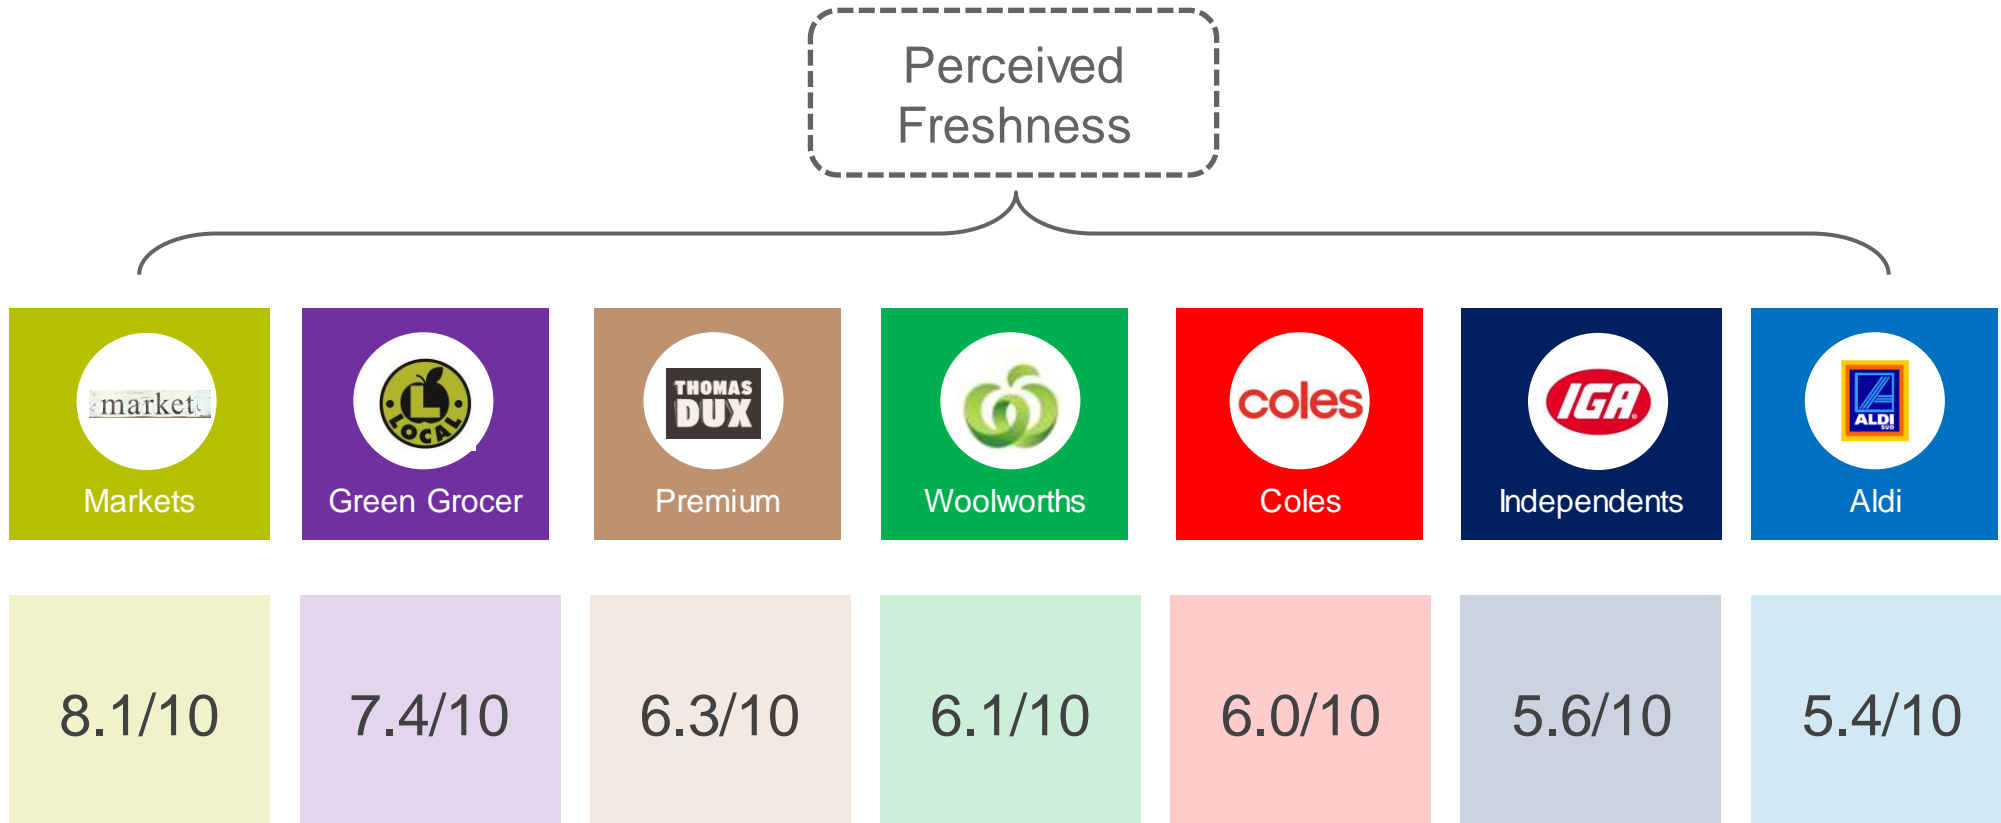 Perceived
Freshness
market
L
LOCAL
THOMAS
DUX
coles
IGA
ALDI
SÜD
Markets
Green Grocer
Premium
Woolworths
Coles
Independents
Aldi
8.1/10
7.4/10
6.3/10
6.1/10
6.0/10
5.6/10
5.4/10